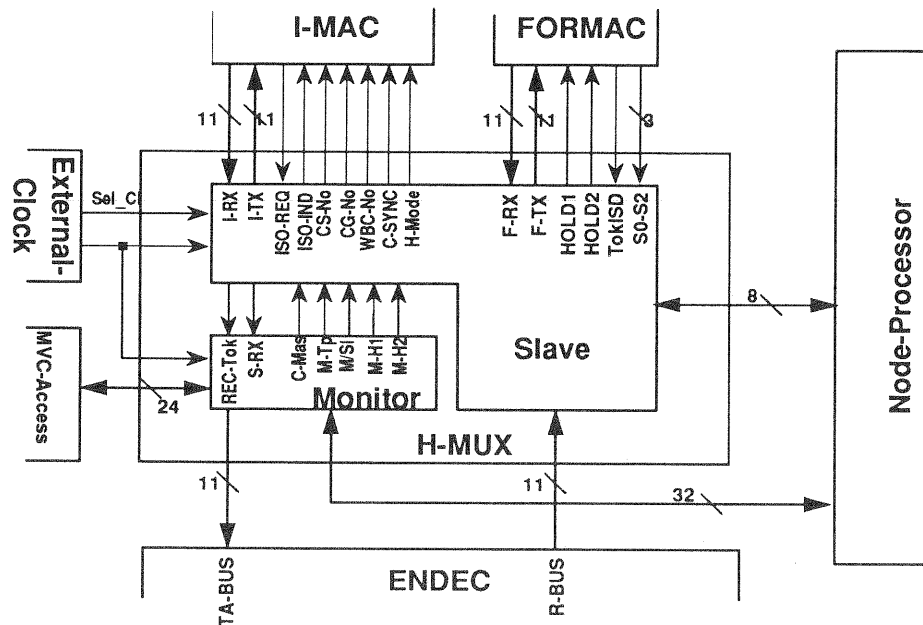 I-MAC
FORMAC
11
11
11
11
3
External-
Clock
Sel_Cl
I-RX
I-TX
ISO-REQ
ISO-IND
CS-No
CG-No
WBC-No
C-SYNC
H-Mode
F-RX
F-TX
HOLD1
HOLD2
TokISD
S0-S2
8
Node-Processor
Slave
MVC-Access
24
REC-Tok
S-RX
C-Mas
M-Tp
M/Sl
M-H1
M-H2
Monitor
H-MUX
11
11
32
TA-BUS
ENDEC
R-BUS